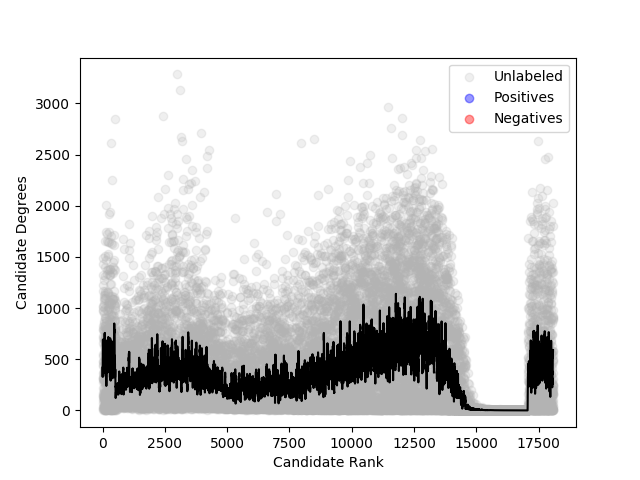 Unlabeled
Positives
Negatives
3000
2500
2000
1500
1000
500
0
Candidate Degrees
0 2500 5000 7500 10000 12500 15000 17500
Candidate Rank